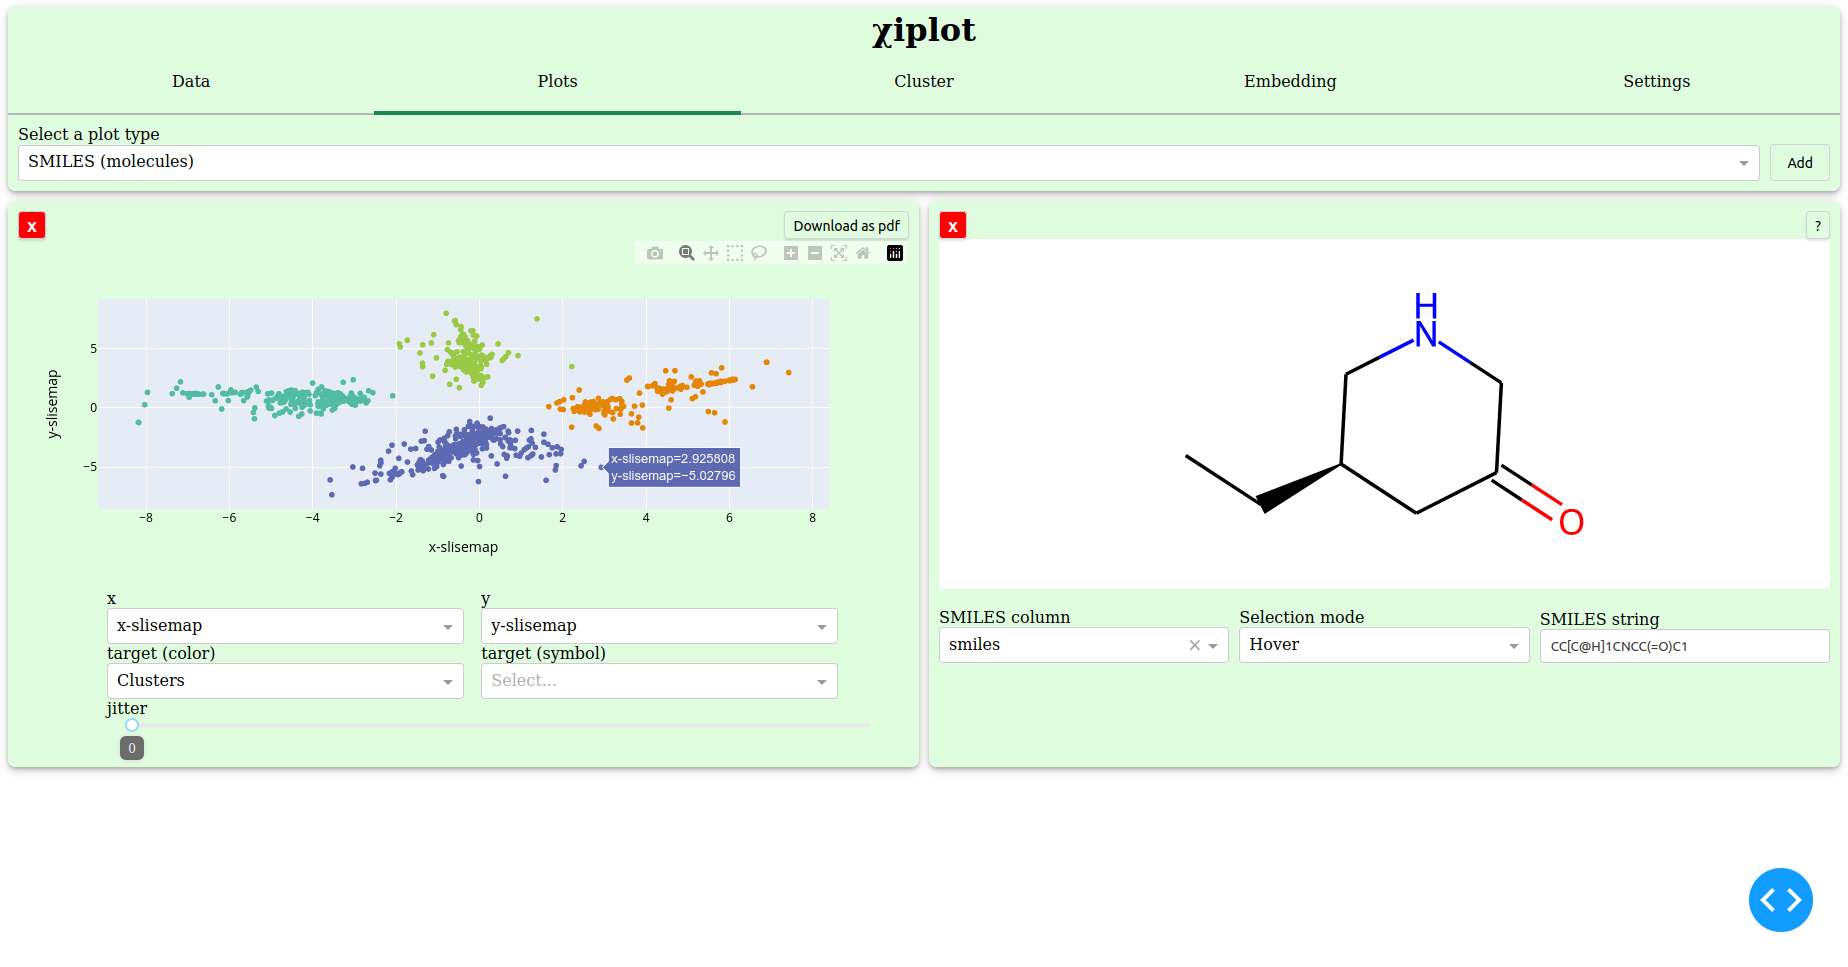 χiplot
Data Plots Cluster Embedding Settings
Select a plot type
SMILES (molecules)
Add
x
Download as pdf
5
0
−5
y-slisemap
x-slisemap=2.925808
y-slisemap=−5.02796
−8 −6 −4 −2 0 2 4 6 8
x-slisemap
x y
x-slisemap y-slisemap
target (color) target (symbol)
Clusters Select...
jitter
0
x
?
H
N
O
SMILES column Selection mode SMILES string
smiles Hover CC[C@H]1CNCC(=O)C1